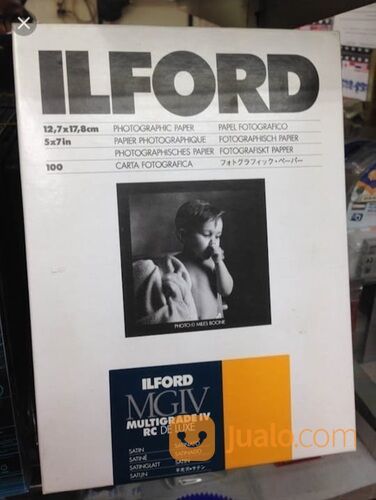 ILFORD
12,7x17,8cm PHOTOGRAPHIC PAPER PAPEL FOTOGRAFICO
5x7in PAPIER PHOTOGRAPHIQUE FOTOGRAFISCH PAPIER
PHOTOGRAPHISCHES PAPIER FOTOGRAFISKT PAPPER
100 CARTA FOTOGRAFICA フォトグラフィック・ペーパー
PHOTO © MILES BOONE
ILFORD
MGIV
MULTIGRADE IV
RC DE LUXE
SATIN
SATINÉ SATINADO
SATINGLATT SATIN
SATIJN
jualo.com